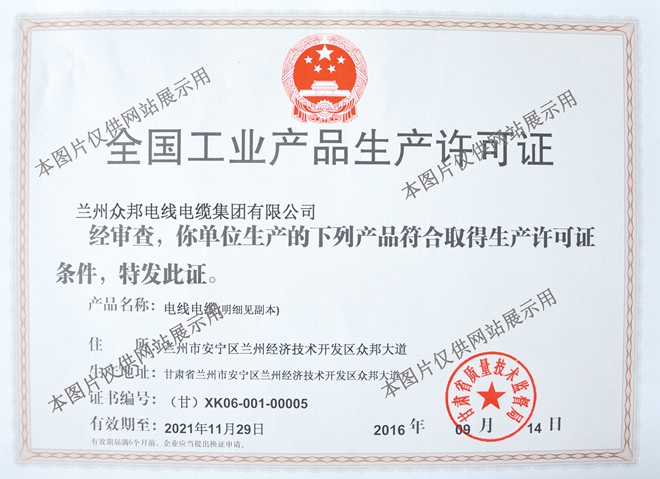 全国工业产品生产许可证
兰州众邦电线电缆集团有限公司
经审查，你单位生产的下列产品符合取得生产许可证
条件，特发此证。
产品名称：电线电缆(明细见副本)
住 所：兰州市安宁区兰州经济技术开发区众邦大道
生产地址：甘肃省兰州市安宁区兰州经济技术开发区众邦大道
证书编号：（甘）XK06-001-00005
有效期至：2021年11月29日
2016 年 09 月 14 日
有效期届满6个月前，企业应当提出换证申请。
甘肃省质量技术监督局
本图片仅供网站展示用
本图片仅供网站展示用
本图片仅供网站展示用
本图片仅供网站展示用